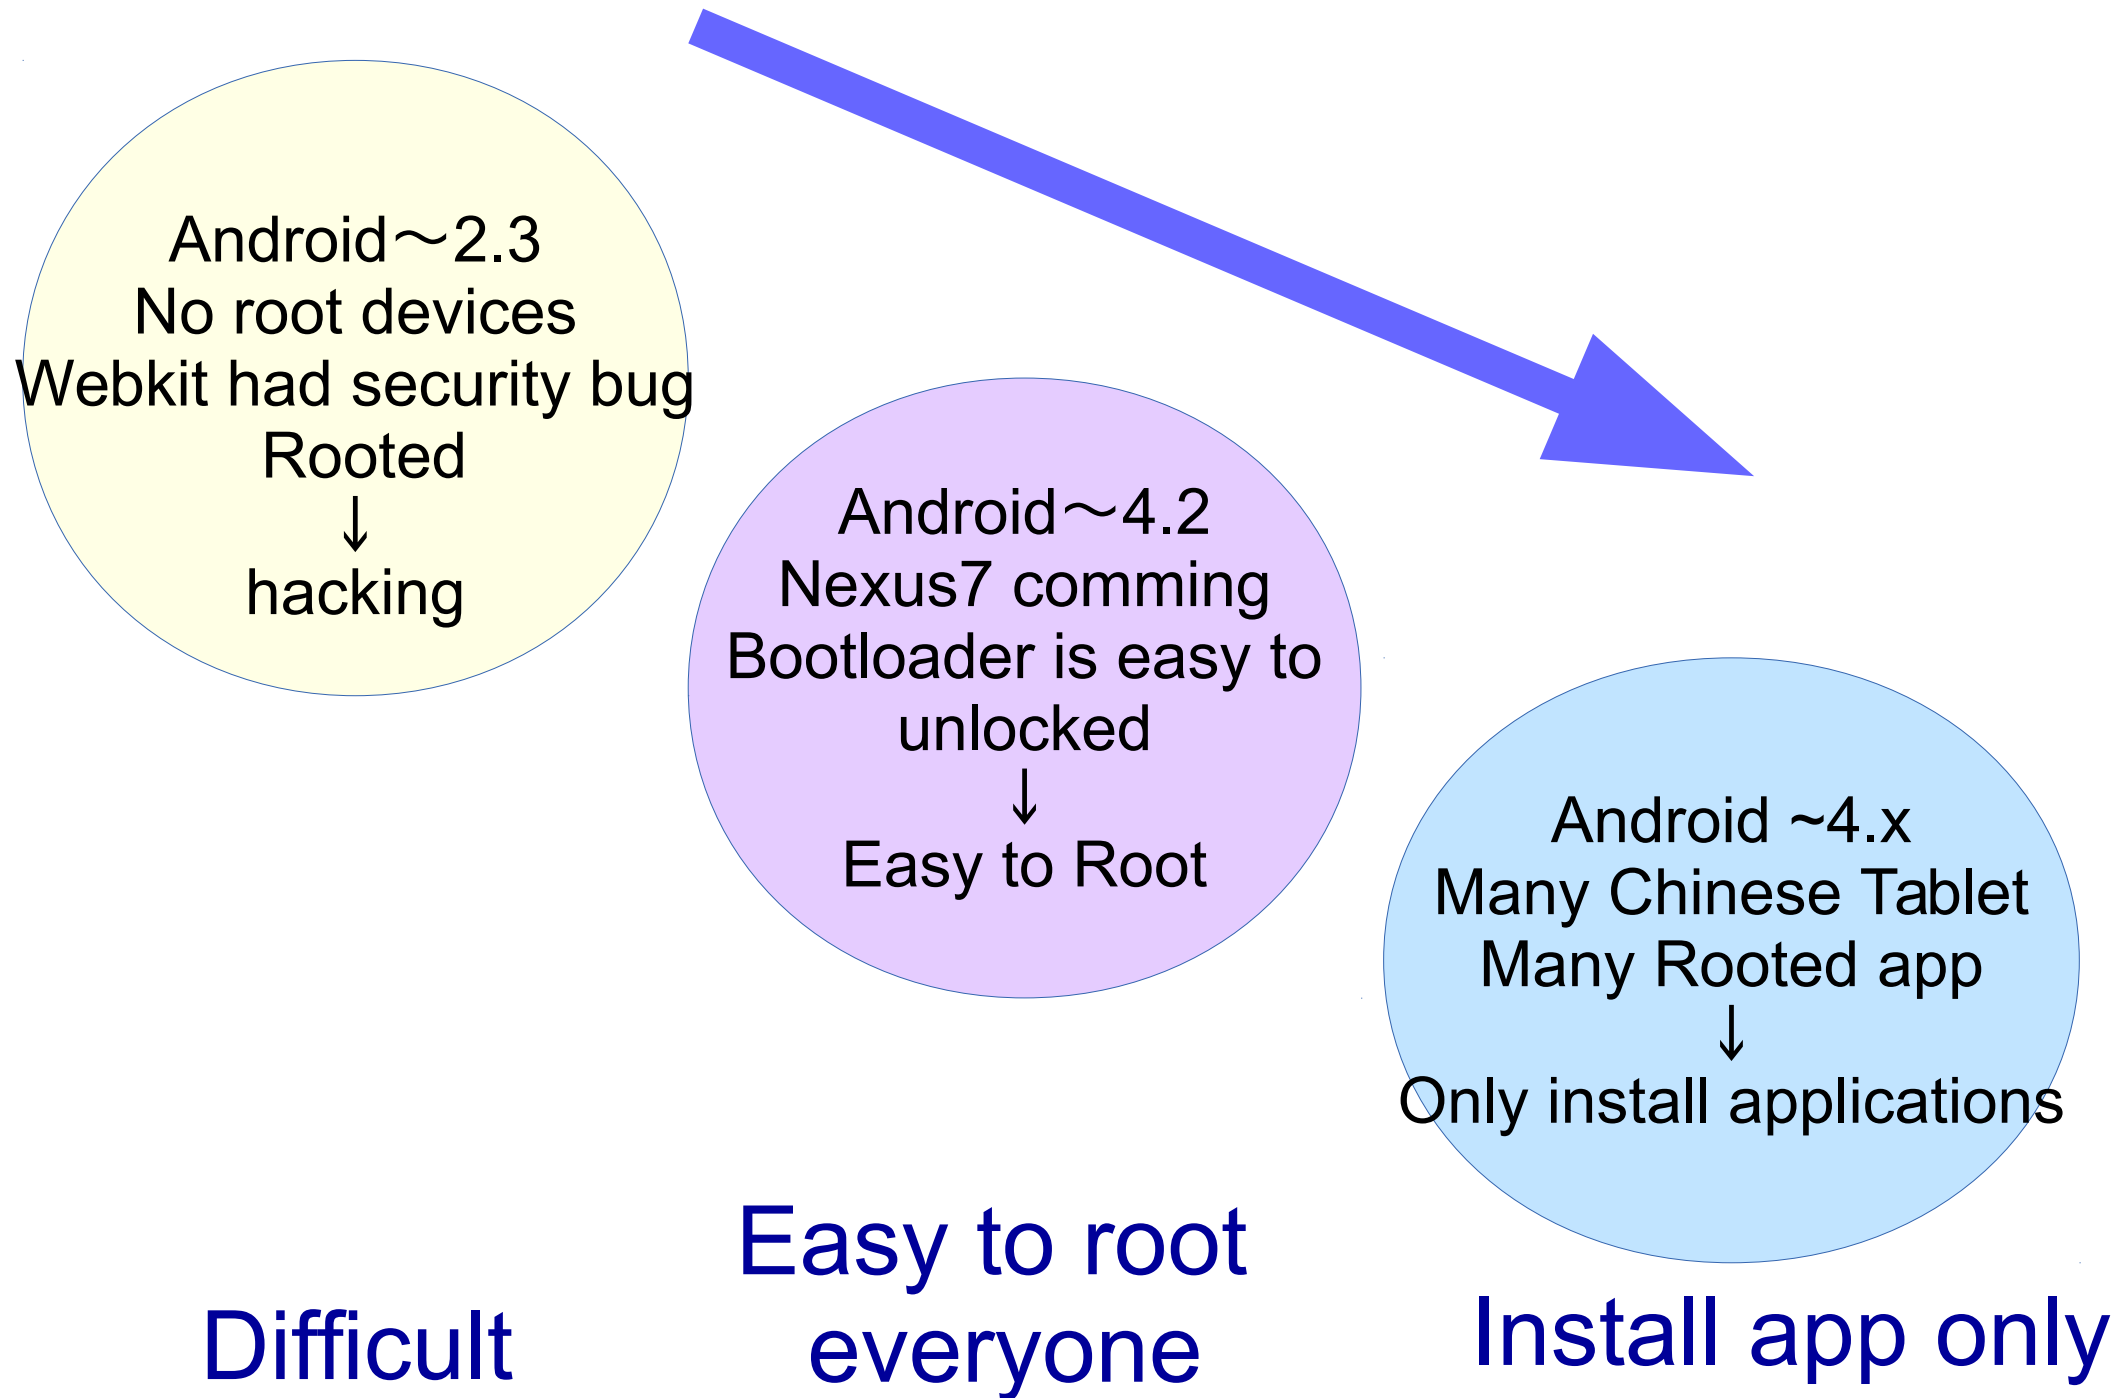 Android～2.3
No root devices
Webkit had security bug
Rooted
↓
hacking
Android～4.2
Nexus7 comming
Bootloader is easy to
unlocked
↓
Easy to Root
Android ~4.x
Many Chinese Tablet
Many Rooted app
↓
Only install applications
Difficult
Easy to root
everyone
Install app only